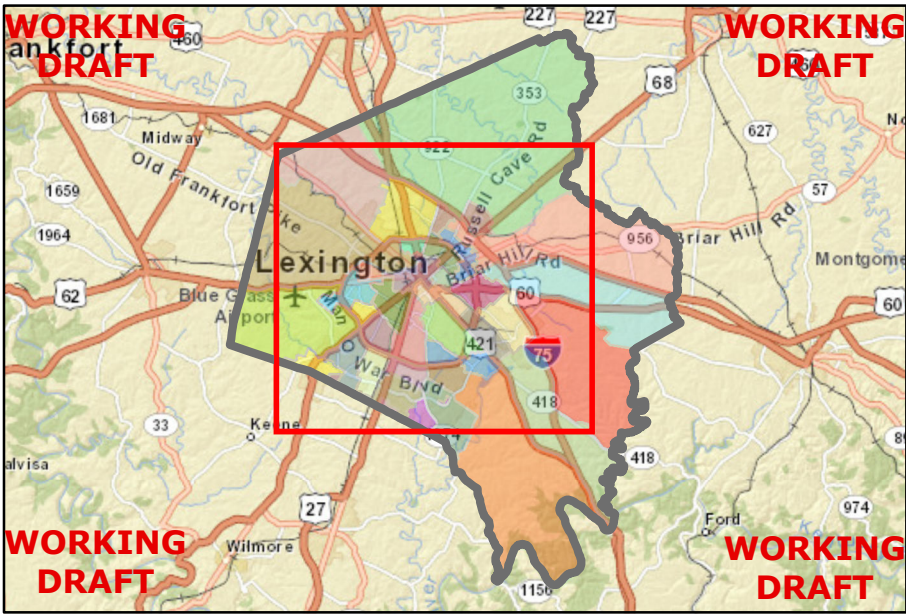 WORKING
DRAFT
WORKING
DRAFT
227
227
ankfort
460
68
353
1681
Midway
922
627
Old Frankfort Pike
Russell Cave Rd
1659
57
1964
956
Briar Hill Rd
Lexington
Briar Hill Rd
Montgome
62
Blue Grass
Airport
60
60
Man O War Blvd
421
75
418
33
Keene
alvisa
418
27
974
Ford
Wilmore
1156
WORKING
DRAFT
WORKING
DRAFT